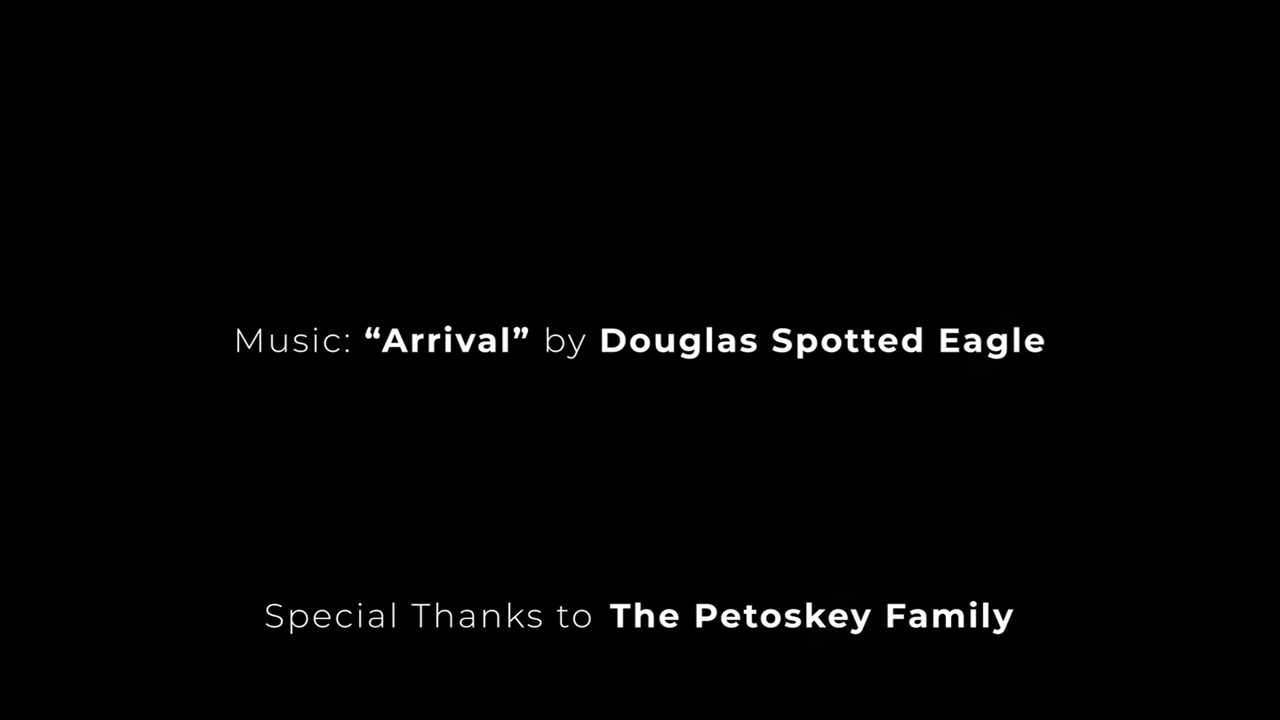 Music: “Arrival” by Douglas Spotted Eagle
Special Thanks to The Petoskey Family